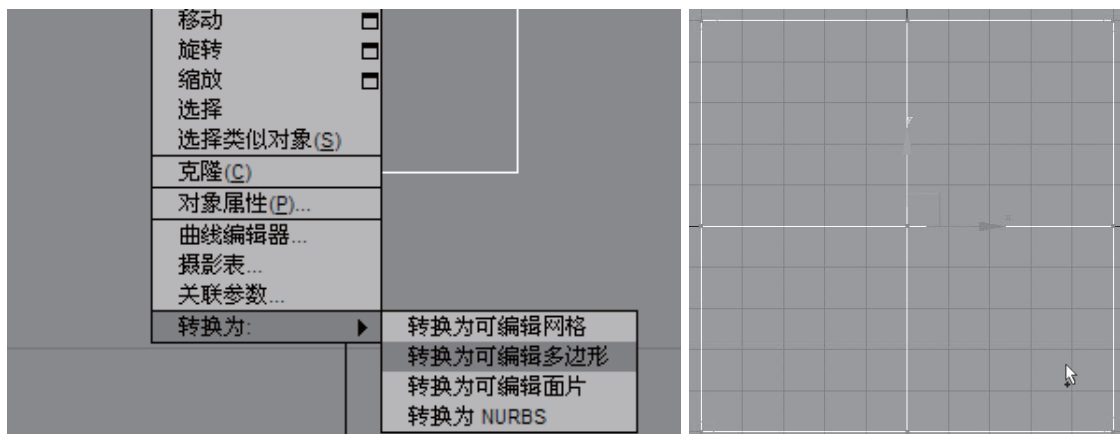 移动
旋转
缩放
选择
选择类似对象(S)
克隆(C)
对象属性(P)...
曲线编辑器...
摄影表...
关联参数...
转换为:
转换为可编辑网格
转换为可编辑多边形
转换为可编辑面片
转换为 NURBS